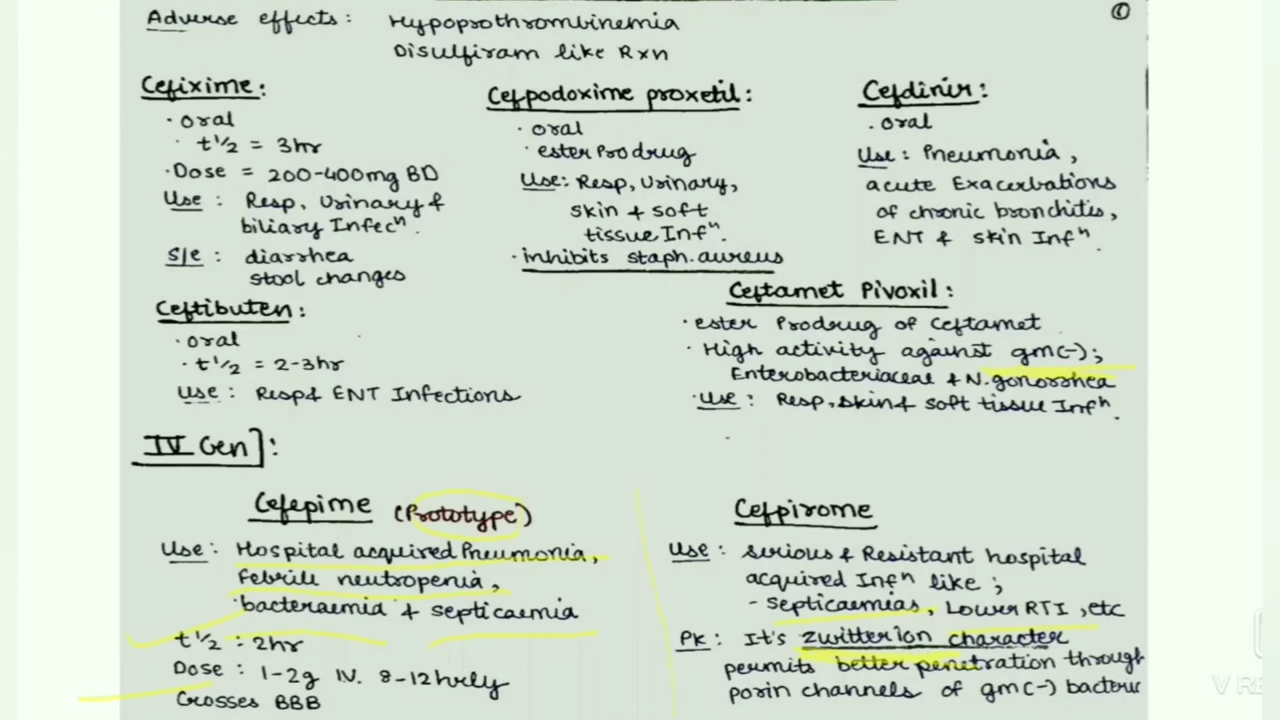 Adverse effects: Hypoprothrombinemia
Disulfiram like Rxn
Cefixime:
· oral
· t½ = 3hr
· Dose = 200-400mg BD
Use: Resp, Urinary &
biliary Infecⁿ.
S/e: diarrhea
stool changes
Cefpodoxime proxetil:
· oral
· ester Prodrug
Use: Resp, Urinary,
skin & soft
tissue Infⁿ.
· inhibits staph. aureus
Cefdinir:
· oral
Use: Pneumonia,
acute Exacerbations
of chronic bronchitis,
ENT & skin Infⁿ.
Ceftibuten:
· oral
· t½ = 2-3hr
Use: Resp & ENT Infections
Ceftamet Pivoxil:
· ester Prodrug of Ceftamet
· High activity against gm(-);
Enterobacteriaceae & N. gonorrhea
· Use: Resp, skin & soft tissue Infⁿ.
IV Gen]:
Cefepime (Prototype)
Use: Hospital acquired Pneumonia,
febrile neutropenia,
bacteraemia & septicaemia
t½ : 2hr
Dose: 1-2g IV. 8-12hrly
Crosses BBB
Cefpirome
Use: serious & Resistant hospital
acquired Infⁿ like;
- septicaemias, Lower RTI, etc
PK: It's zwitterion character
permits better penetration through
porin channels of gm(-) bacteria
V RE